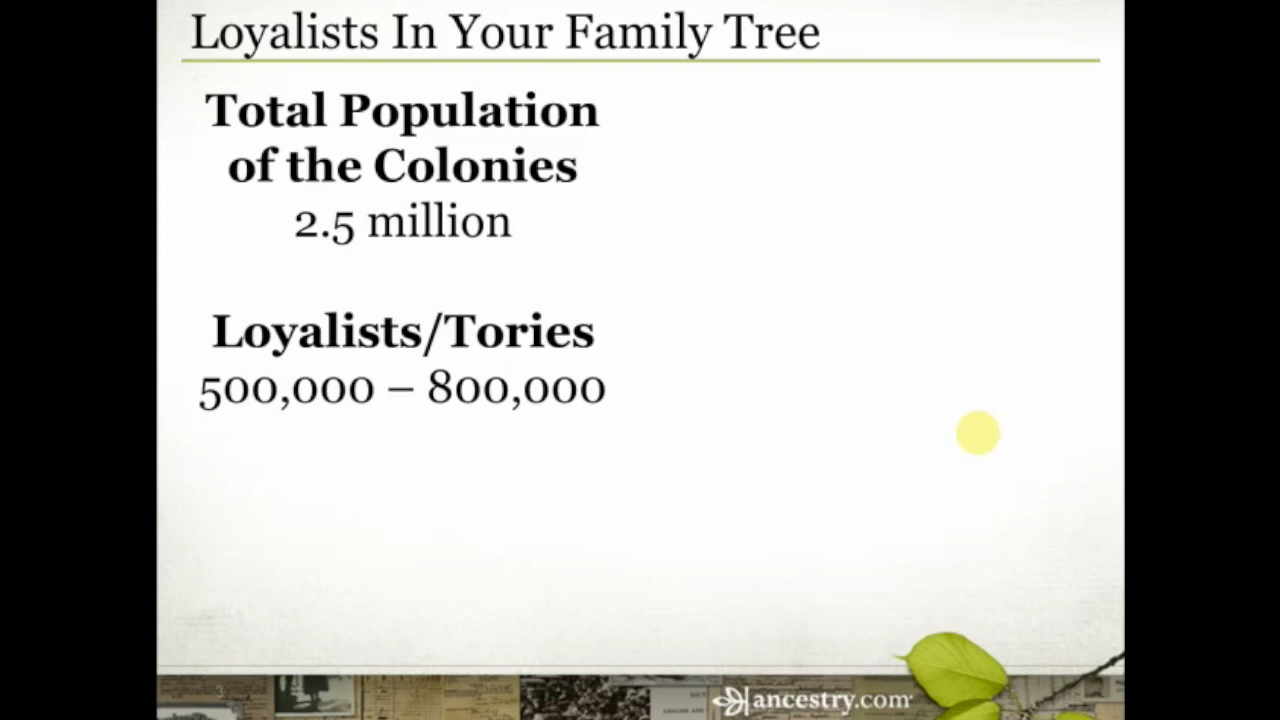 Loyalists In Your Family Tree
Total Population
of the Colonies
2.5 million
Loyalists/Tories
500,000 – 800,000
3
ancestry.com